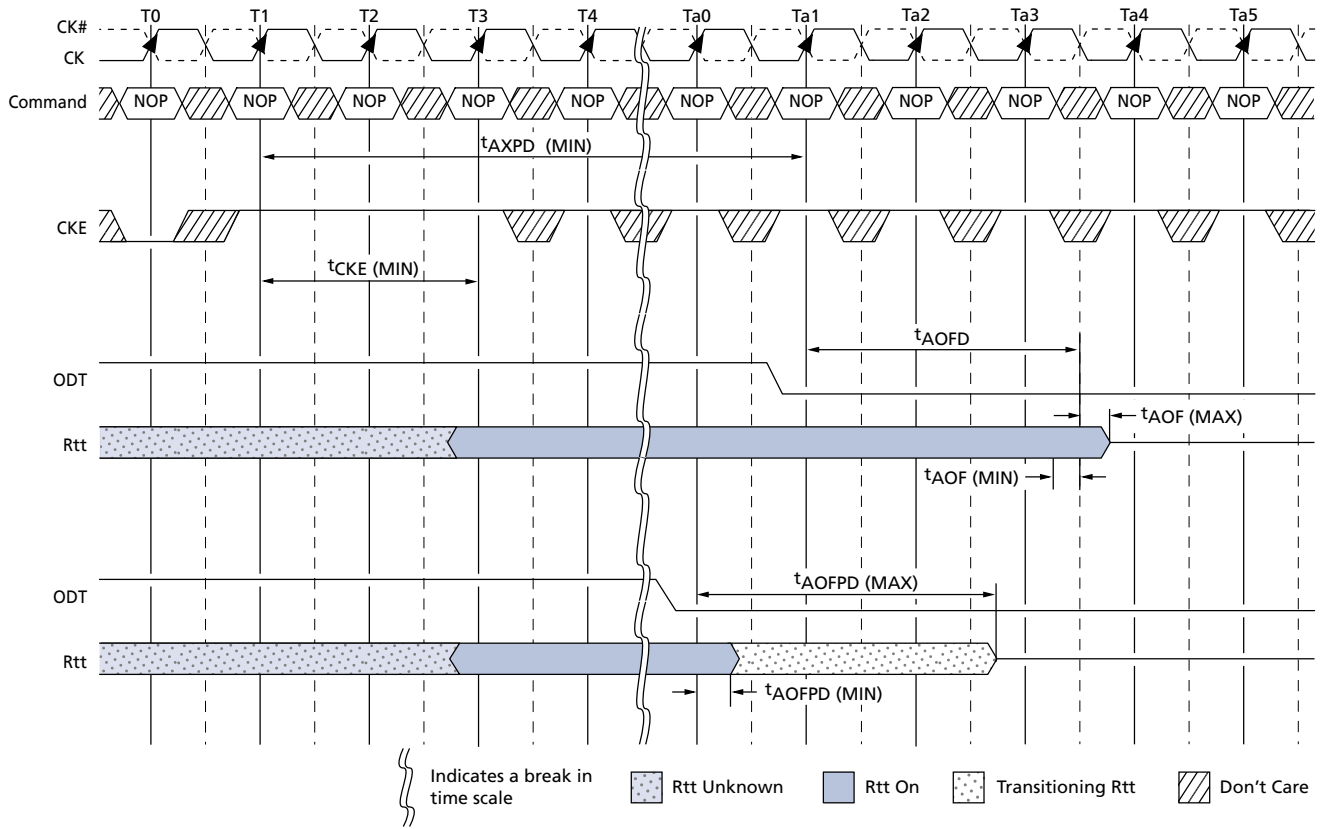 T0 T1 T2 T3 T4 Ta0 Ta1 Ta2 Ta3 Ta4 Ta5
CK#
CK
Command NOP NOP NOP NOP NOP NOP NOP NOP NOP NOP NOP
tAXPD (MIN)
CKE
tCKE (MIN)
tAOFD
ODT
tAOF (MAX)
Rtt
tAOF (MIN)
tAOFPD (MAX)
ODT
Rtt
tAOFPD (MIN)
Indicates a break in
time scale
Rtt Unknown
Rtt On
Transitioning Rtt
Don't Care